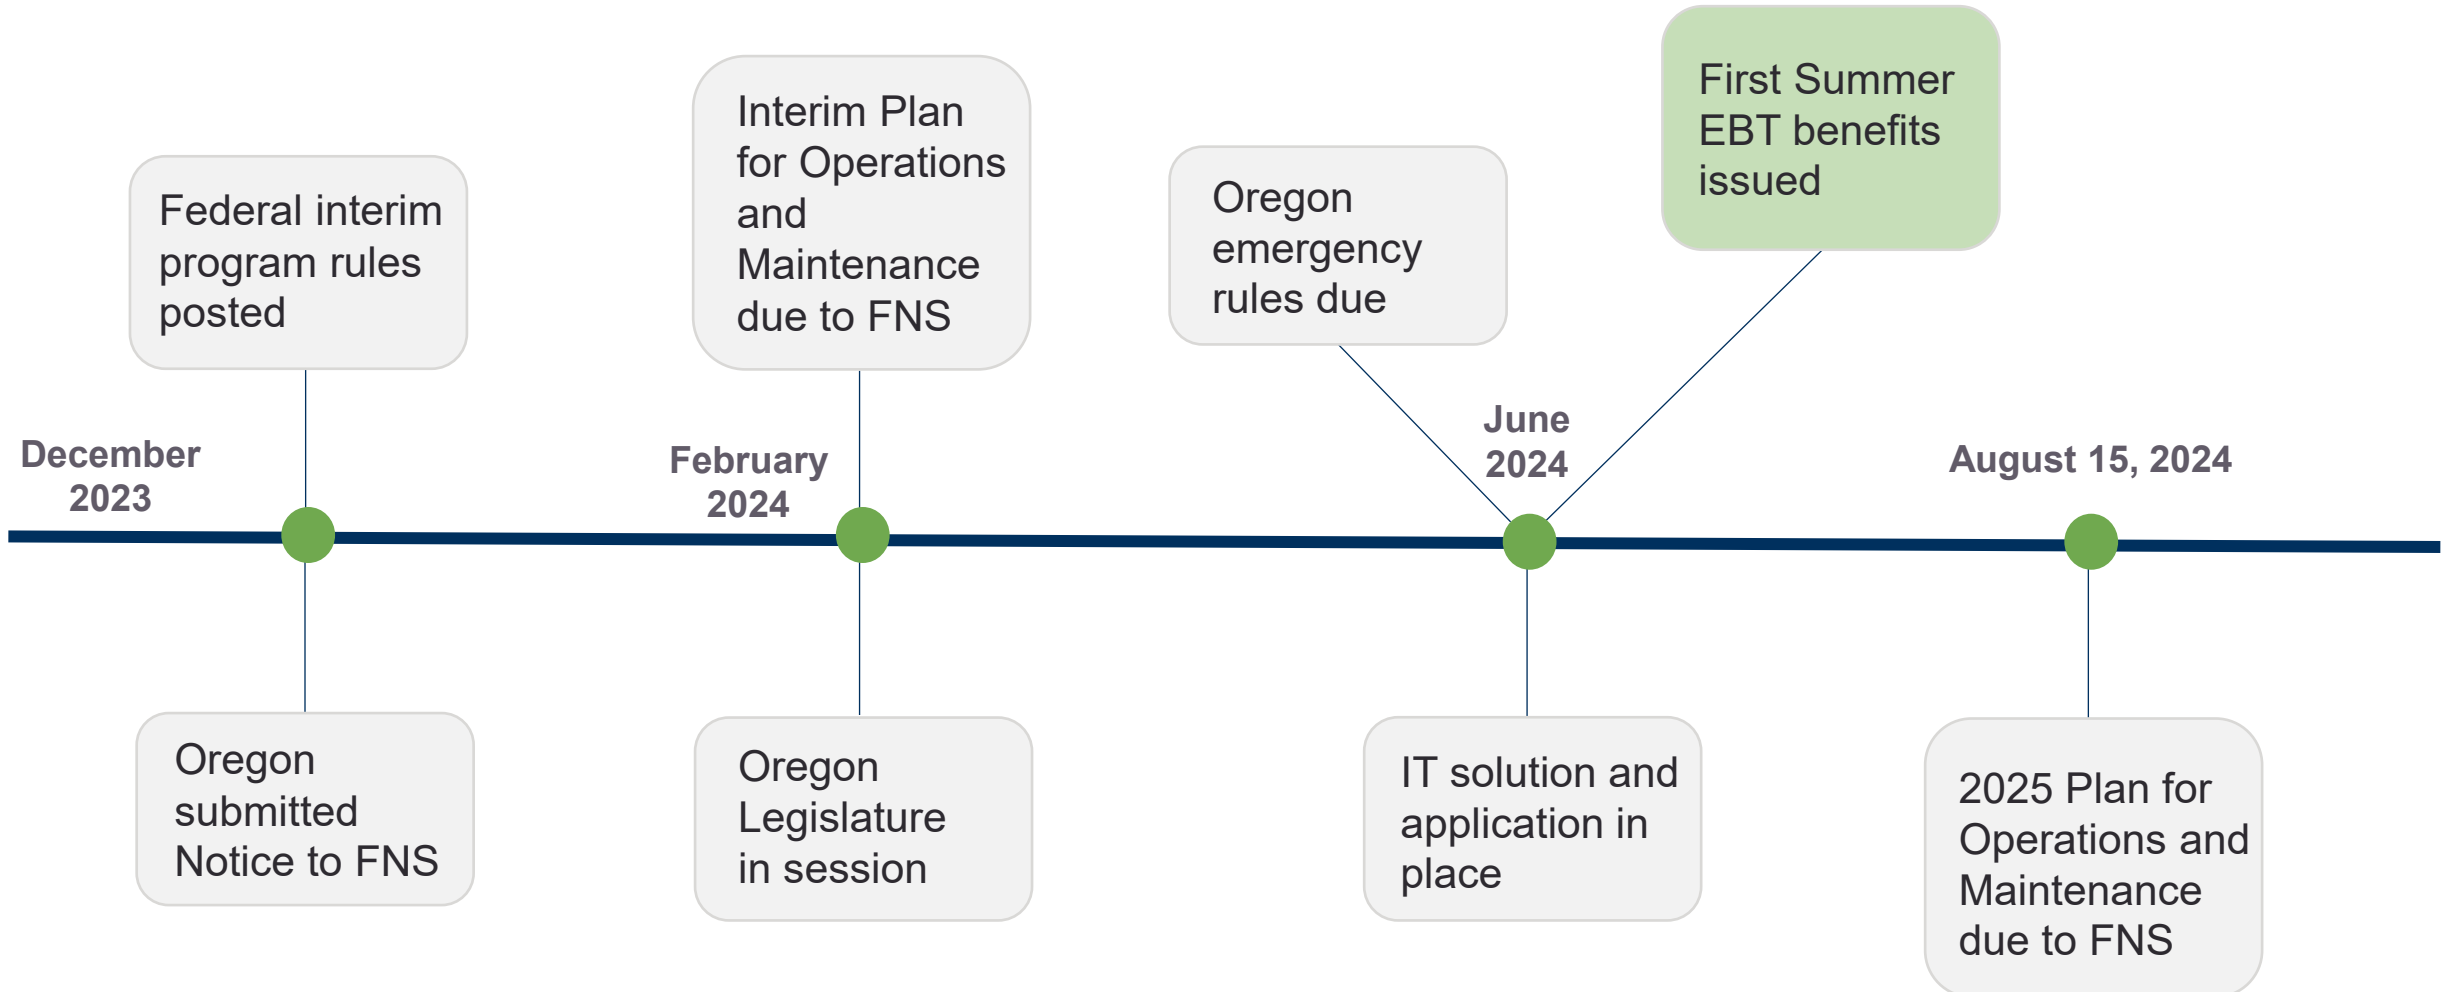 December
2023
Federal interim
program rules
posted
Oregon
submitted
Notice to FNS
February
2024
Interim Plan
for Operations
and
Maintenance
due to FNS
Oregon
Legislature
in session
June
2024
Oregon
emergency
rules due
First Summer
EBT benefits
issued
IT solution and
application in
place
August 15, 2024
2025 Plan for
Operations and
Maintenance
due to FNS